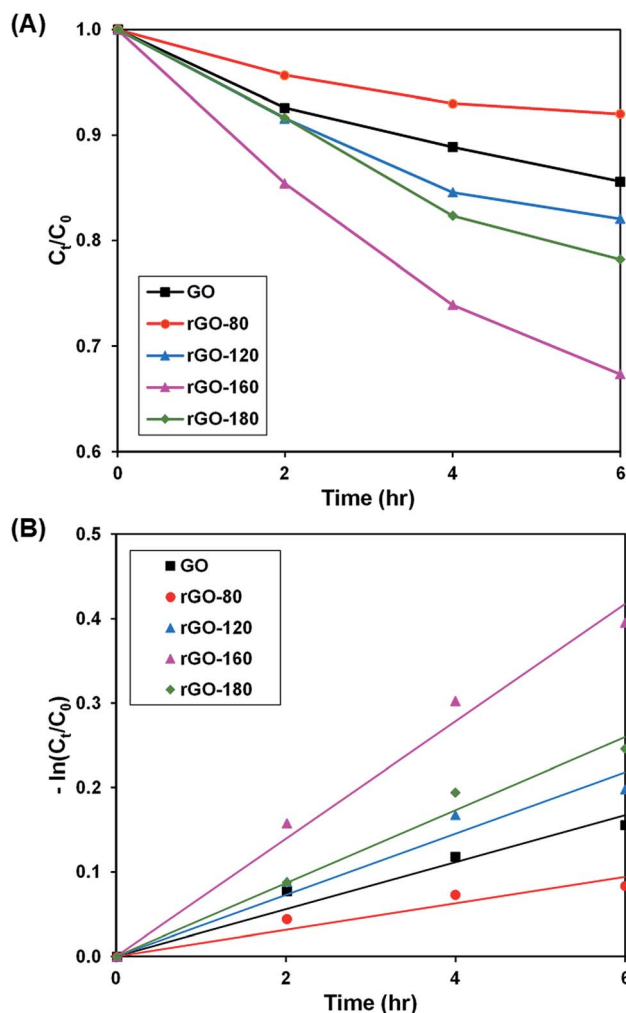 (A)
1.0
0.9
0.8
0.7
0.6
Ct/C0
GO
rGO-80
rGO-120
rGO-160
rGO-180
0
2
4
6
Time (hr)
(B)
0.5
0.4
0.3
0.2
0.1
0.0
- ln(Ct/C0)
GO
rGO-80
rGO-120
rGO-160
rGO-180
0
2
4
6
Time (hr)